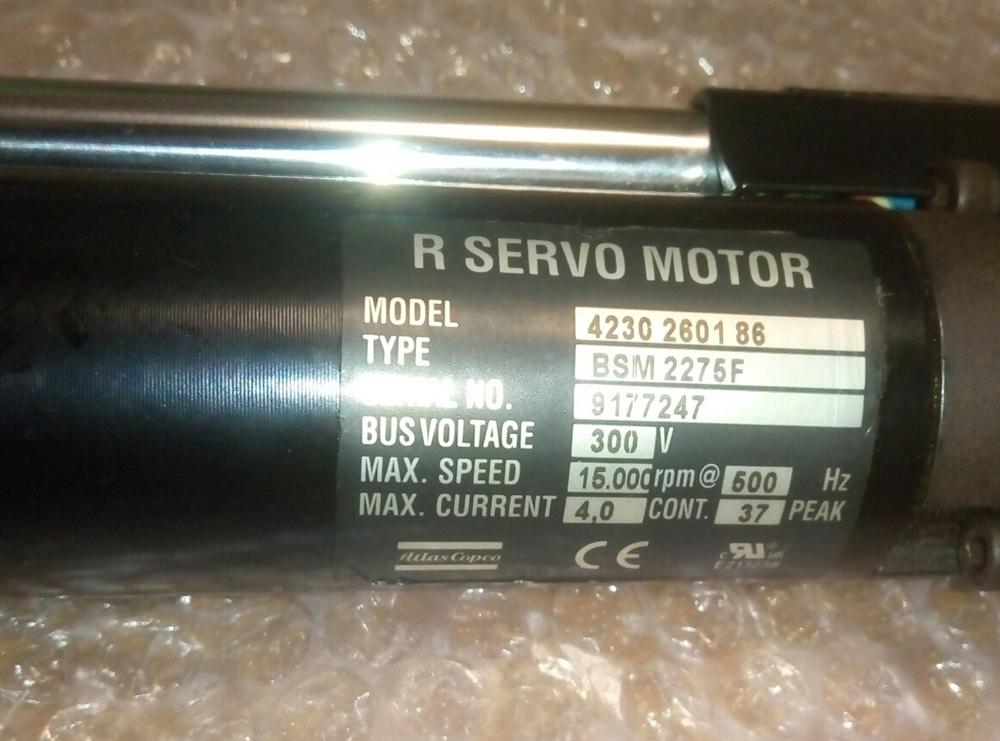 R SERVO MOTOR
MODEL 4230 2601 86
TYPE BSM 2275F
SERIAL NO. 9177247
BUS VOLTAGE 300 V
MAX. SPEED 15.000 rpm @ 500 Hz
MAX. CURRENT 4,0 CONT. 37 PEAK
Atlas Copco CE